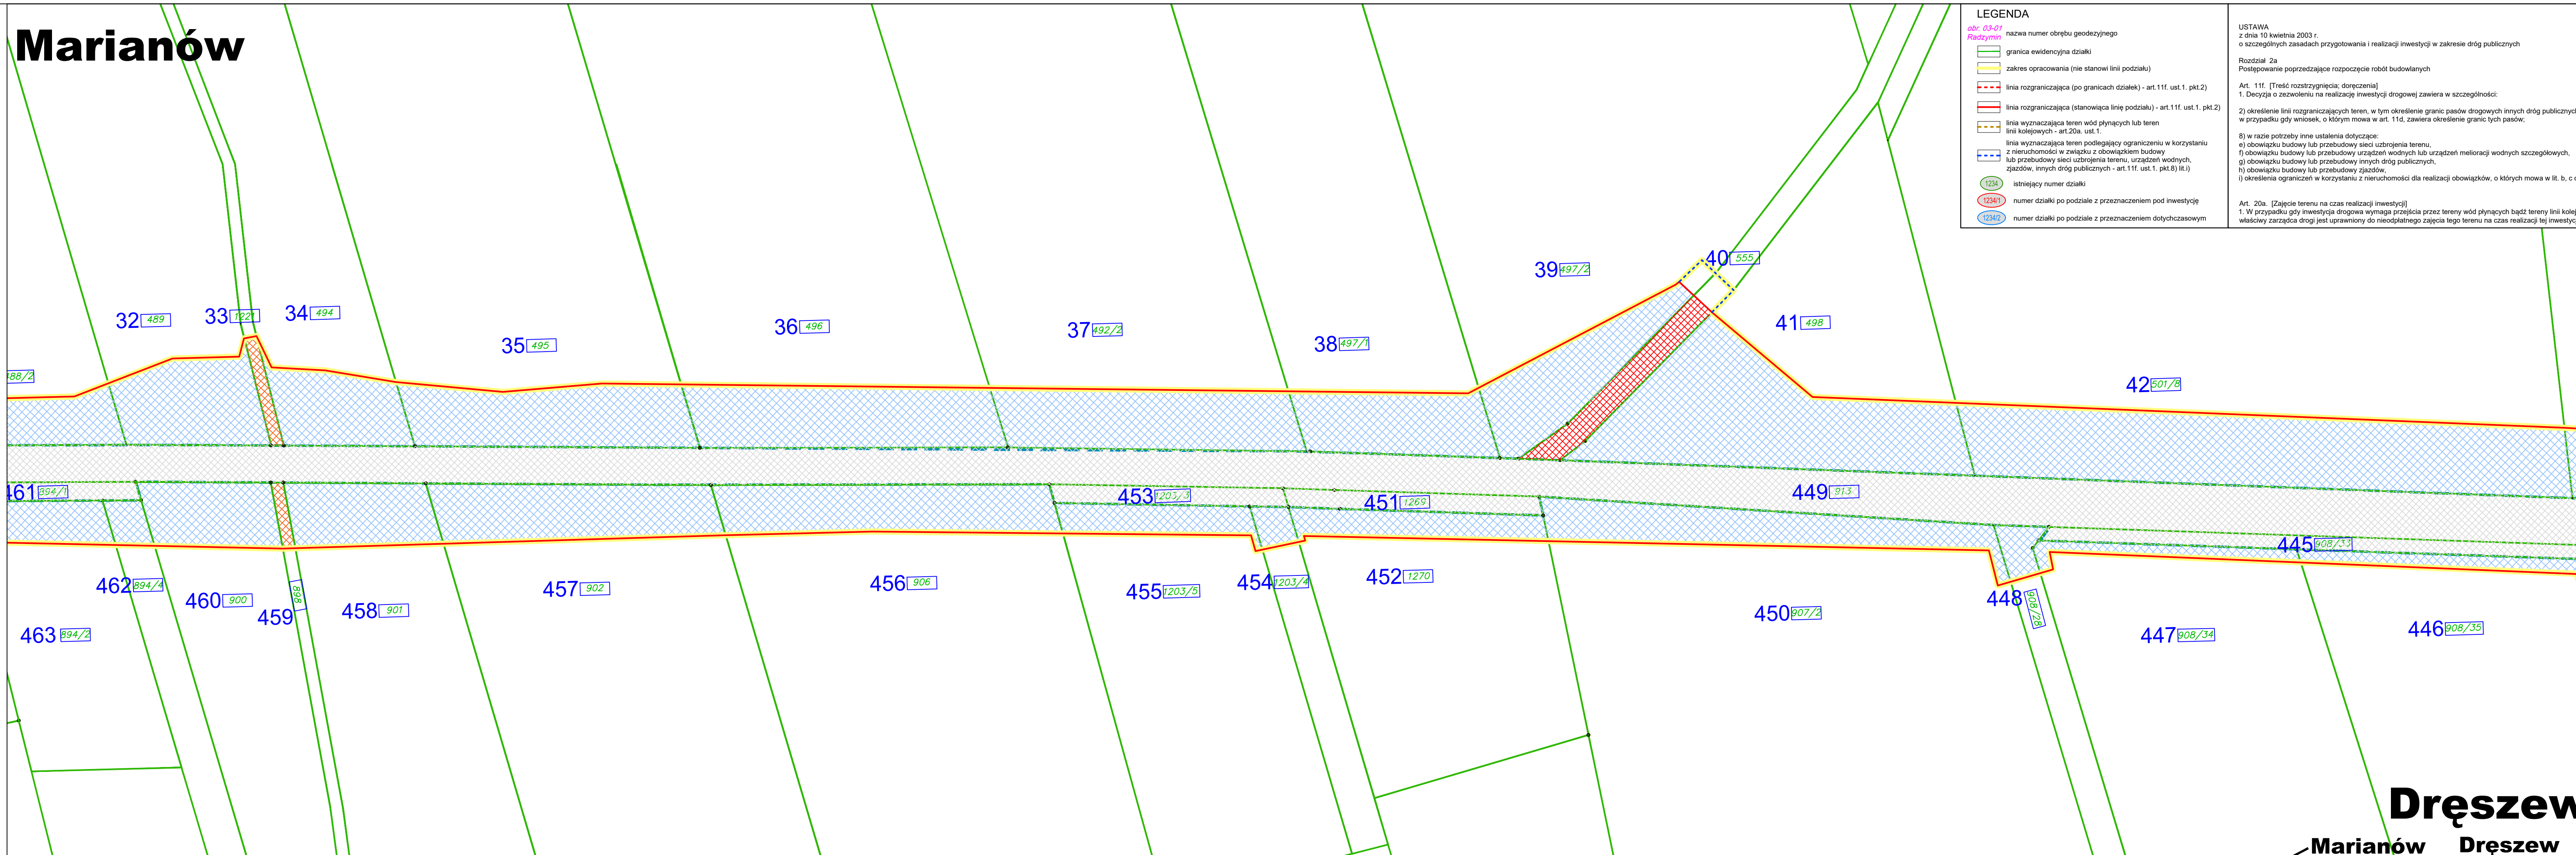 Marianów
LEGENDA
obr. 03-01
Radzymin
nazwa numer obrębu geodezyjnego
granica ewidencyjna działki
zakres opracowania (nie stanowi linii podziału)
linia rozgraniczająca (po granicach działek) - art.11f. ust.1. pkt.2)
linia rozgraniczająca (stanowiąca linię podziału) - art.11f. ust.1. pkt.2)
linia wyznaczająca teren wód płynących lub teren
linii kolejowych - art.20a. ust.1.
linia wyznaczająca teren podlegający ograniczeniu w korzystaniu
z nieruchomości w związku z obowiązkiem budowy
lub przebudowy sieci uzbrojenia terenu, urządzeń wodnych,
zjazdów, innych dróg publicznych - art.11f. ust.1. pkt.8) lit.i)
1234 istniejący numer działki
1234/1 numer działki po podziale z przeznaczeniem pod inwestycję
1234/2 numer działki po podziale z przeznaczeniem dotychczasowym
USTAWA
z dnia 10 kwietnia 2003 r.
o szczególnych zasadach przygotowania i realizacji inwestycji w zakresie dróg publicznych
Rozdział 2a
Postępowanie poprzedzające rozpoczęcie robót budowlanych
Art. 11f. [Treść rozstrzygnięcia; doręczenia]
1. Decyzja o zezwoleniu na realizację inwestycji drogowej zawiera w szczególności:
2) określenie linii rozgraniczających teren, w tym określenie granic pasów drogowych innych dróg publicznych
w przypadku gdy wniosek, o którym mowa w art. 11d, zawiera określenie granic tych pasów;
8) w razie potrzeby inne ustalenia dotyczące:
e) obowiązku budowy lub przebudowy sieci uzbrojenia terenu,
f) obowiązku budowy lub przebudowy urządzeń wodnych lub urządzeń melioracji wodnych szczegółowych,
g) obowiązku budowy lub przebudowy innych dróg publicznych,
h) obowiązku budowy lub przebudowy zjazdów,
i) określenia ograniczeń w korzystaniu z nieruchomości dla realizacji obowiązków, o których mowa w lit. b, c
Art. 20a. [Zajęcie terenu na czas realizacji inwestycji]
1. W przypadku gdy inwestycja drogowa wymaga przejścia przez tereny wód płynących bądź tereny linii kolej
właściwy zarządca drogi jest uprawniony do nieodpłatnego zajęcia tego terenu na czas realizacji tej inwestyc
40 555
39 497/2
32 489
33 1221
34 494
35 495
36 496
37 492/2
38 497/1
41 498
42 501/8
488/2
461 894/1
453 1203/3
451 1269
449 913
445
462 894/4
460 900
459 898
458 901
457 902
456 906
455 1203/5
454 1203/4
452 1270
450 907/2
448 908/28
447 908/34
446 908/35
463 894/2
Dręszew
Marianów Dręszew